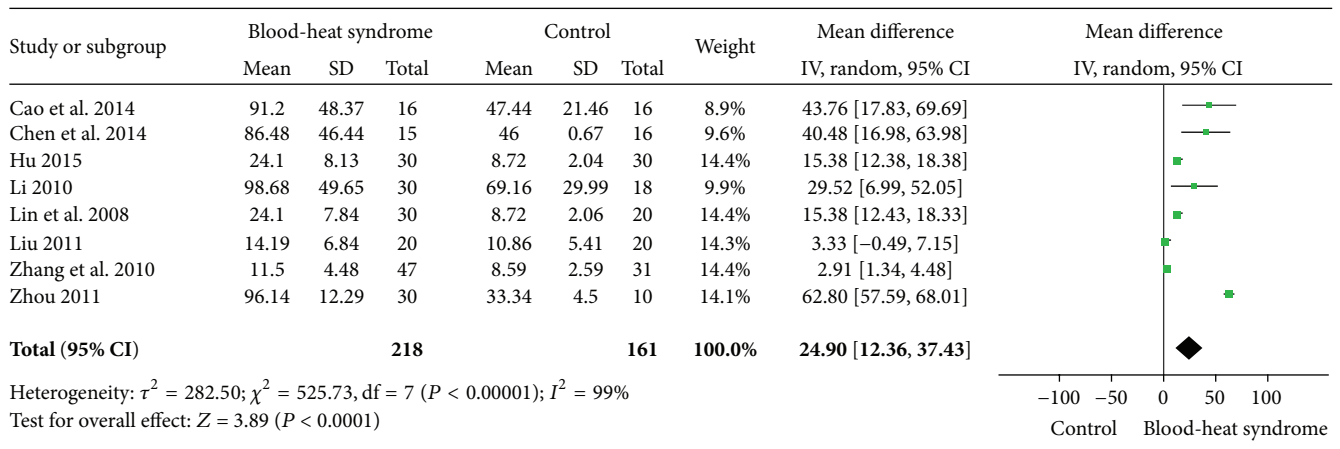 Study or subgroup Blood-heat syndrome Control Weight Mean difference Mean difference
Mean SD Total Mean SD Total IV, random, 95% CI IV, random, 95% CI
Cao et al. 2014 91.2 48.37 16 47.44 21.46 16 8.9% 43.76 [17.83, 69.69]
Chen et al. 2014 86.48 46.44 15 46 0.67 16 9.6% 40.48 [16.98, 63.98]
Hu 2015 24.1 8.13 30 8.72 2.04 30 14.4% 15.38 [12.38, 18.38]
Li 2010 98.68 49.65 30 69.16 29.99 18 9.9% 29.52 [6.99, 52.05]
Lin et al. 2008 24.1 7.84 30 8.72 2.06 20 14.4% 15.38 [12.43, 18.33]
Liu 2011 14.19 6.84 20 10.86 5.41 20 14.3% 3.33 [−0.49, 7.15]
Zhang et al. 2010 11.5 4.48 47 8.59 2.59 31 14.4% 2.91 [1.34, 4.48]
Zhou 2011 96.14 12.29 30 33.34 4.5 10 14.1% 62.80 [57.59, 68.01]
Total (95% CI) 218 161 100.0% 24.90 [12.36, 37.43]
Heterogeneity: τ² = 282.50; χ² = 525.73, df = 7 (P < 0.00001); I² = 99%
Test for overall effect: Z = 3.89 (P < 0.0001)
−100 −50 0 50 100
Control Blood-heat syndrome